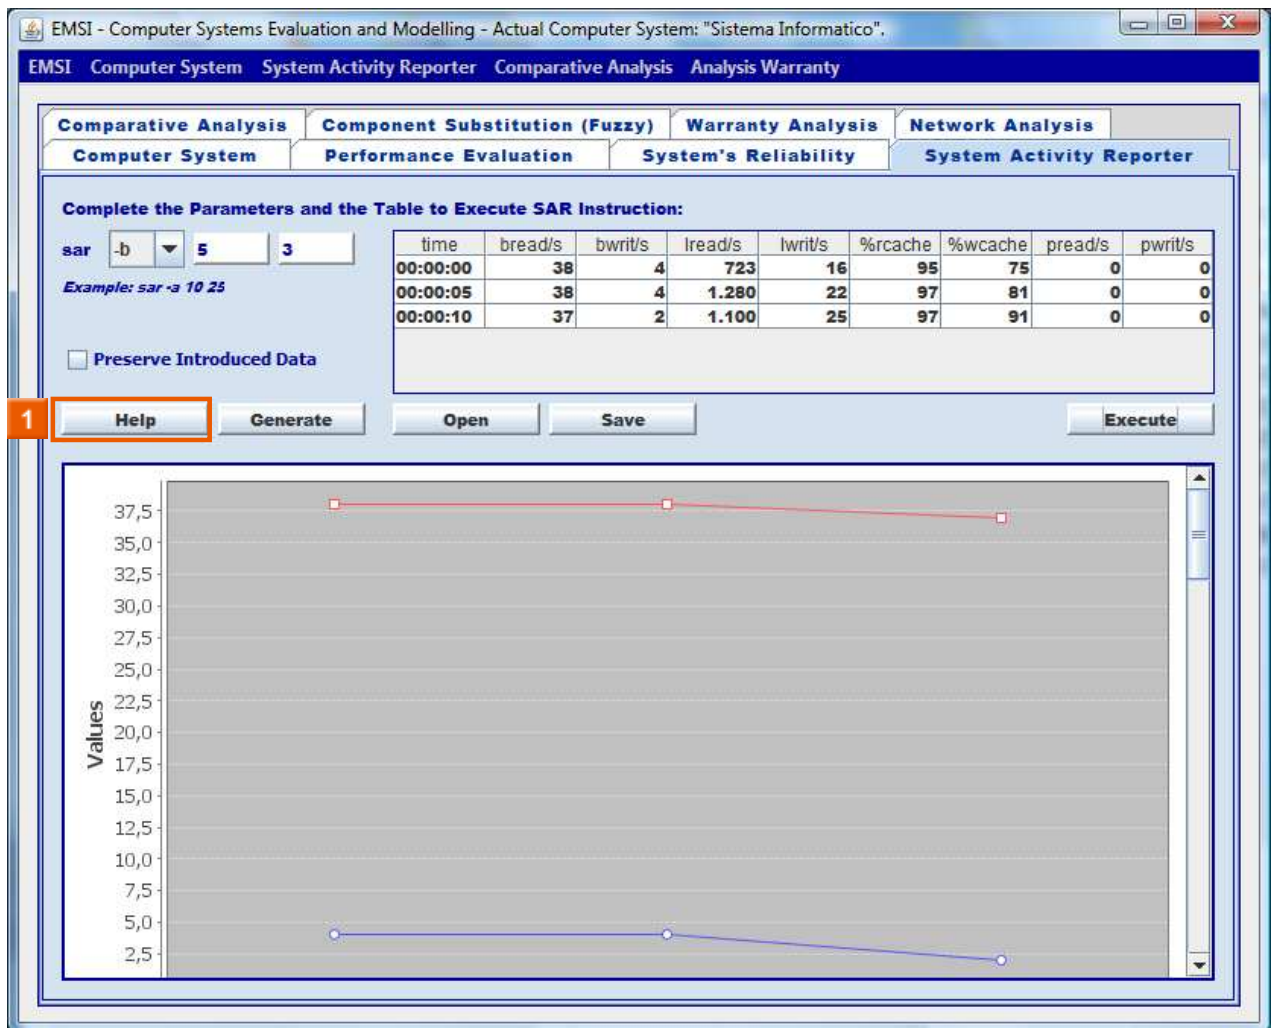 EMSI - Computer Systems Evaluation and Modelling - Actual Computer System: "Sistema Informatico".
EMSI Computer System System Activity Reporter Comparative Analysis Analysis Warranty
Comparative Analysis Component Substitution (Fuzzy) Warranty Analysis Network Analysis
Computer System Performance Evaluation System's Reliability System Activity Reporter
Complete the Parameters and the Table to Execute SAR Instruction:
sar -b 5 3
Example: sar -a 10 25
Preserve Introduced Data
time bread/s bwrit/s lread/s lwrit/s %rcache %wcache pread/s pwrit/s
00:00:00 38 4 723 16 95 75 0 0
00:00:05 38 4 1.280 22 97 81 0 0
00:00:10 37 2 1.100 25 97 91 0 0
1 Help Generate Open Save Execute
Values
37,5
35,0
32,5
30,0
27,5
25,0
22,5
20,0
17,5
15,0
12,5
10,0
7,5
5,0
2,5